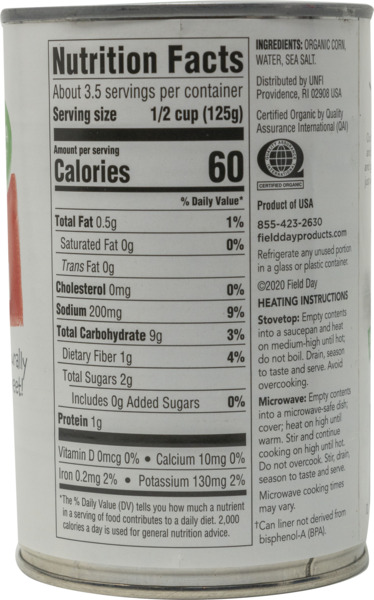 Nutrition Facts
About 3.5 servings per container
Serving size 1/2 cup (125g)
Amount per serving
Calories 60
% Daily Value*
Total Fat 0.5g 1%
Saturated Fat 0g 0%
Trans Fat 0g
Cholesterol 0mg 0%
Sodium 200mg 9%
Total Carbohydrate 9g 3%
Dietary Fiber 1g 4%
Total Sugars 2g
Includes 0g Added Sugars 0%
Protein 1g
Vitamin D 0mcg 0% • Calcium 10mg 0%
Iron 0.2mg 2% • Potassium 130mg 2%
*The % Daily Value (DV) tells you how much a nutrient
in a serving of food contributes to a daily diet. 2,000
calories a day is used for general nutrition advice.
INGREDIENTS: ORGANIC CORN,
WATER, SEA SALT.
Distributed by UNFI
Providence, RI 02908 USA
Certified Organic by Quality
Assurance International (QAI)
CERTIFIED ORGANIC
Product of USA
855-423-2630
fielddayproducts.com
Refrigerate any unused portion
in a glass or plastic container.
©2020 Field Day
HEATING INSTRUCTIONS
Stovetop: Empty contents
into a saucepan and heat
on medium-high until hot;
do not boil. Drain, season
to taste and serve. Avoid
overcooking.
Microwave: Empty contents
into a microwave-safe dish;
cover; heat on high until
warm. Stir and continue
cooking on high until hot.
Do not overcook. Stir, drain,
season to taste and serve.
Microwave cooking times
may vary.
†Can liner not derived from
bisphenol-A (BPA).